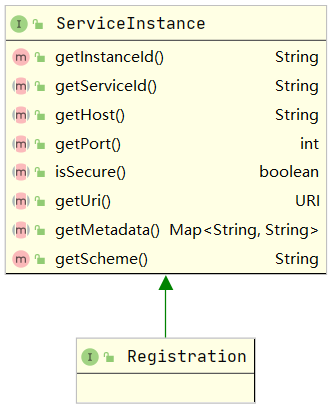 I ServiceInstance
m getInstanceId() String
m getServiceId() String
m getHost() String
m getPort() int
m isSecure() boolean
m getUri() URI
m getMetadata() Map<String, String>
m getScheme() String
I Registration